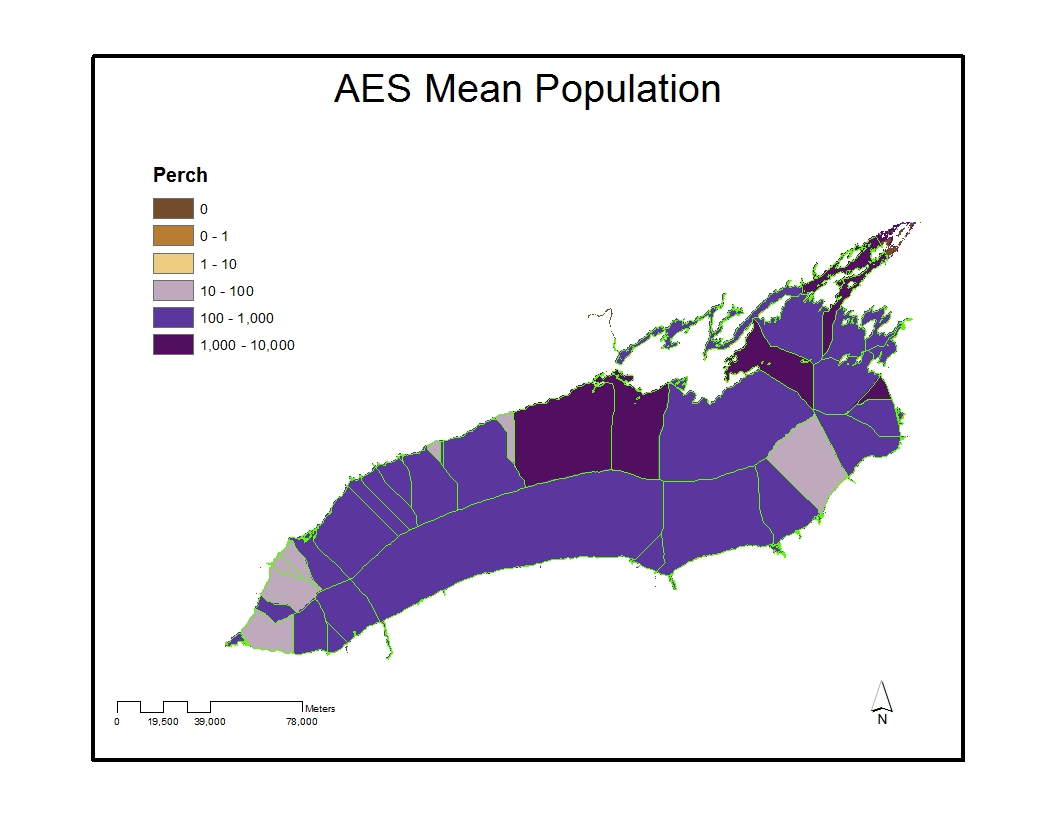 AES Mean Population
Perch
0
0 - 1
1 - 10
10 - 100
100 - 1,000
1,000 - 10,000
Meters
0 19,500 39,000 78,000
N